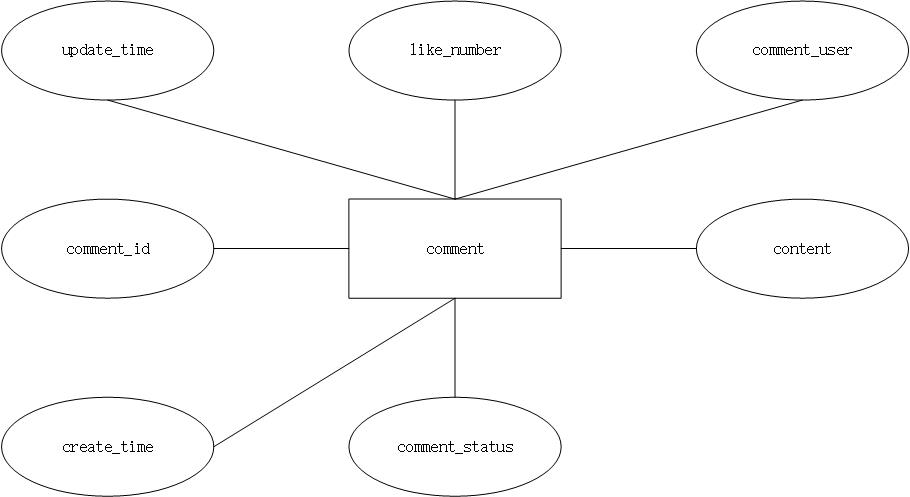 update_time
like_number
comment_user
comment_id
comment
content
create_time
comment_status